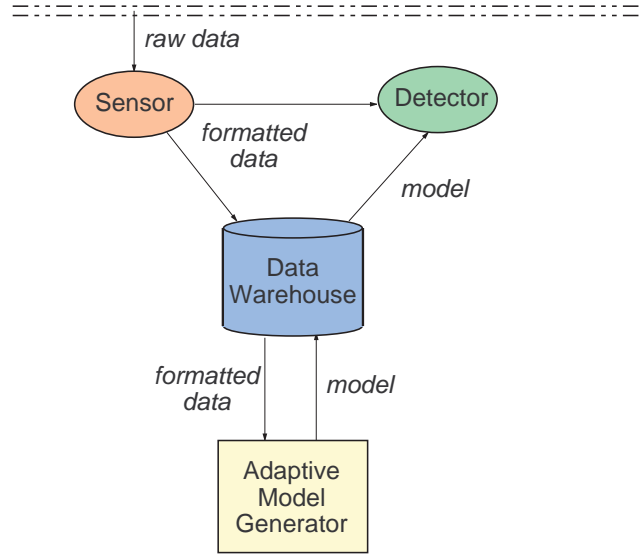 raw data
Sensor
Detector
formatted
data
model
Data
Warehouse
formatted
data
model
Adaptive
Model
Generator